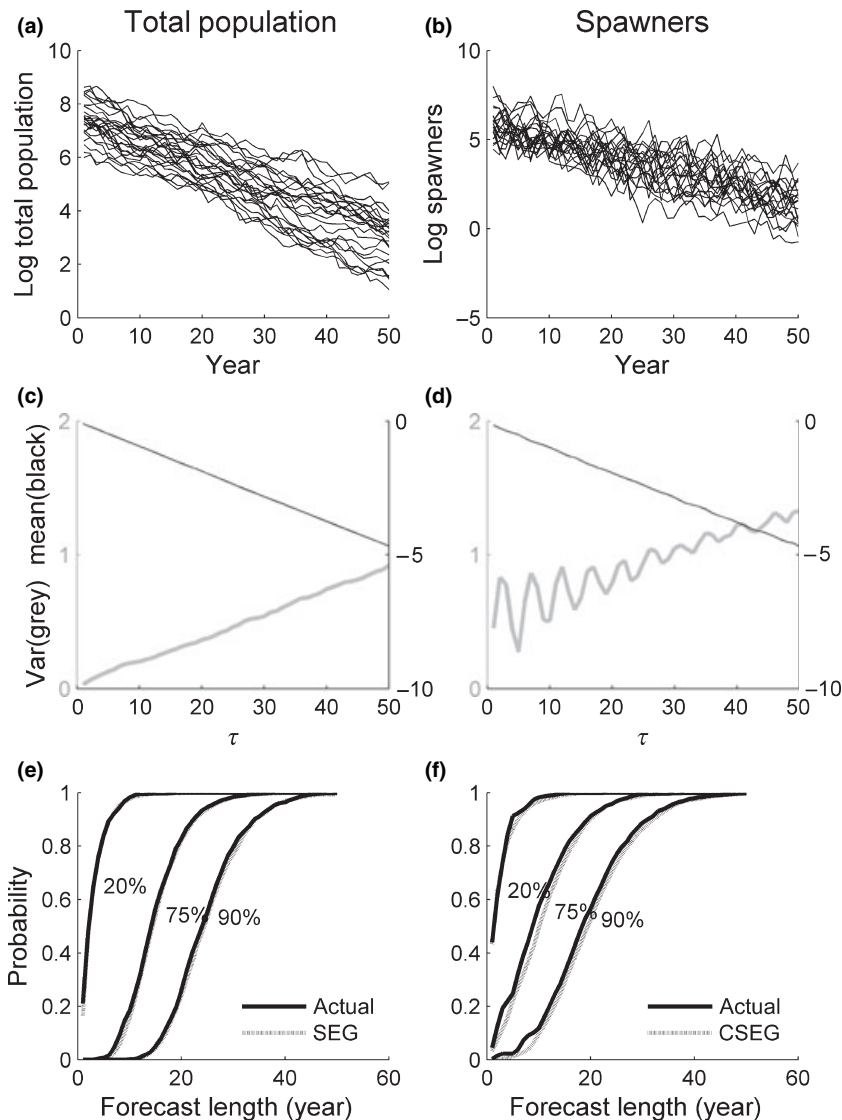 (a) Total population
(b) Spawners
Log total population
10
8
6
4
2
0
0 10 20 30 40 50
Year
Log spawners
10
5
0
−5
0 10 20 30 40 50
Year
(c)
(d)
Var(grey) mean(black)
2
1
0
0
−5
−10
0 10 20 30 40 50
τ
2
1
0
0
−5
−10
0 10 20 30 40 50
τ
(e)
(f)
Probability
1
0.8
0.6
0.4
0.2
0
20%
75%
90%
Actual
SEG
0 20 40 60
Forecast length (year)
1
0.8
0.6
0.4
0.2
0
20%
75%
90%
Actual
CSEG
0 20 40 60
Forecast length (year)